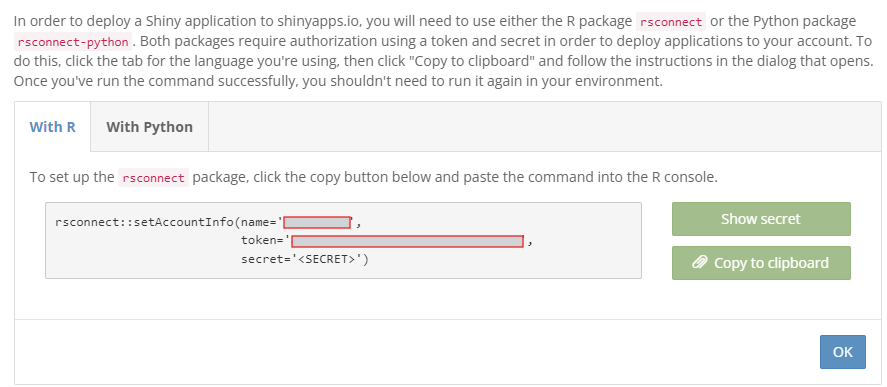 In order to deploy a Shiny application to shinyapps.io, you will need to use either the R package rsconnect or the Python package
rsconnect-python . Both packages require authorization using a token and secret in order to deploy applications to your account. To
do this, click the tab for the language you're using, then click "Copy to clipboard" and follow the instructions in the dialog that opens.
Once you've run the command successfully, you shouldn't need to run it again in your environment.
With R
With Python
To set up the rsconnect package, click the copy button below and paste the command into the R console.
rsconnect::setAccountInfo(name='',
token='',
secret='<SECRET>')
Show secret
Copy to clipboard
OK